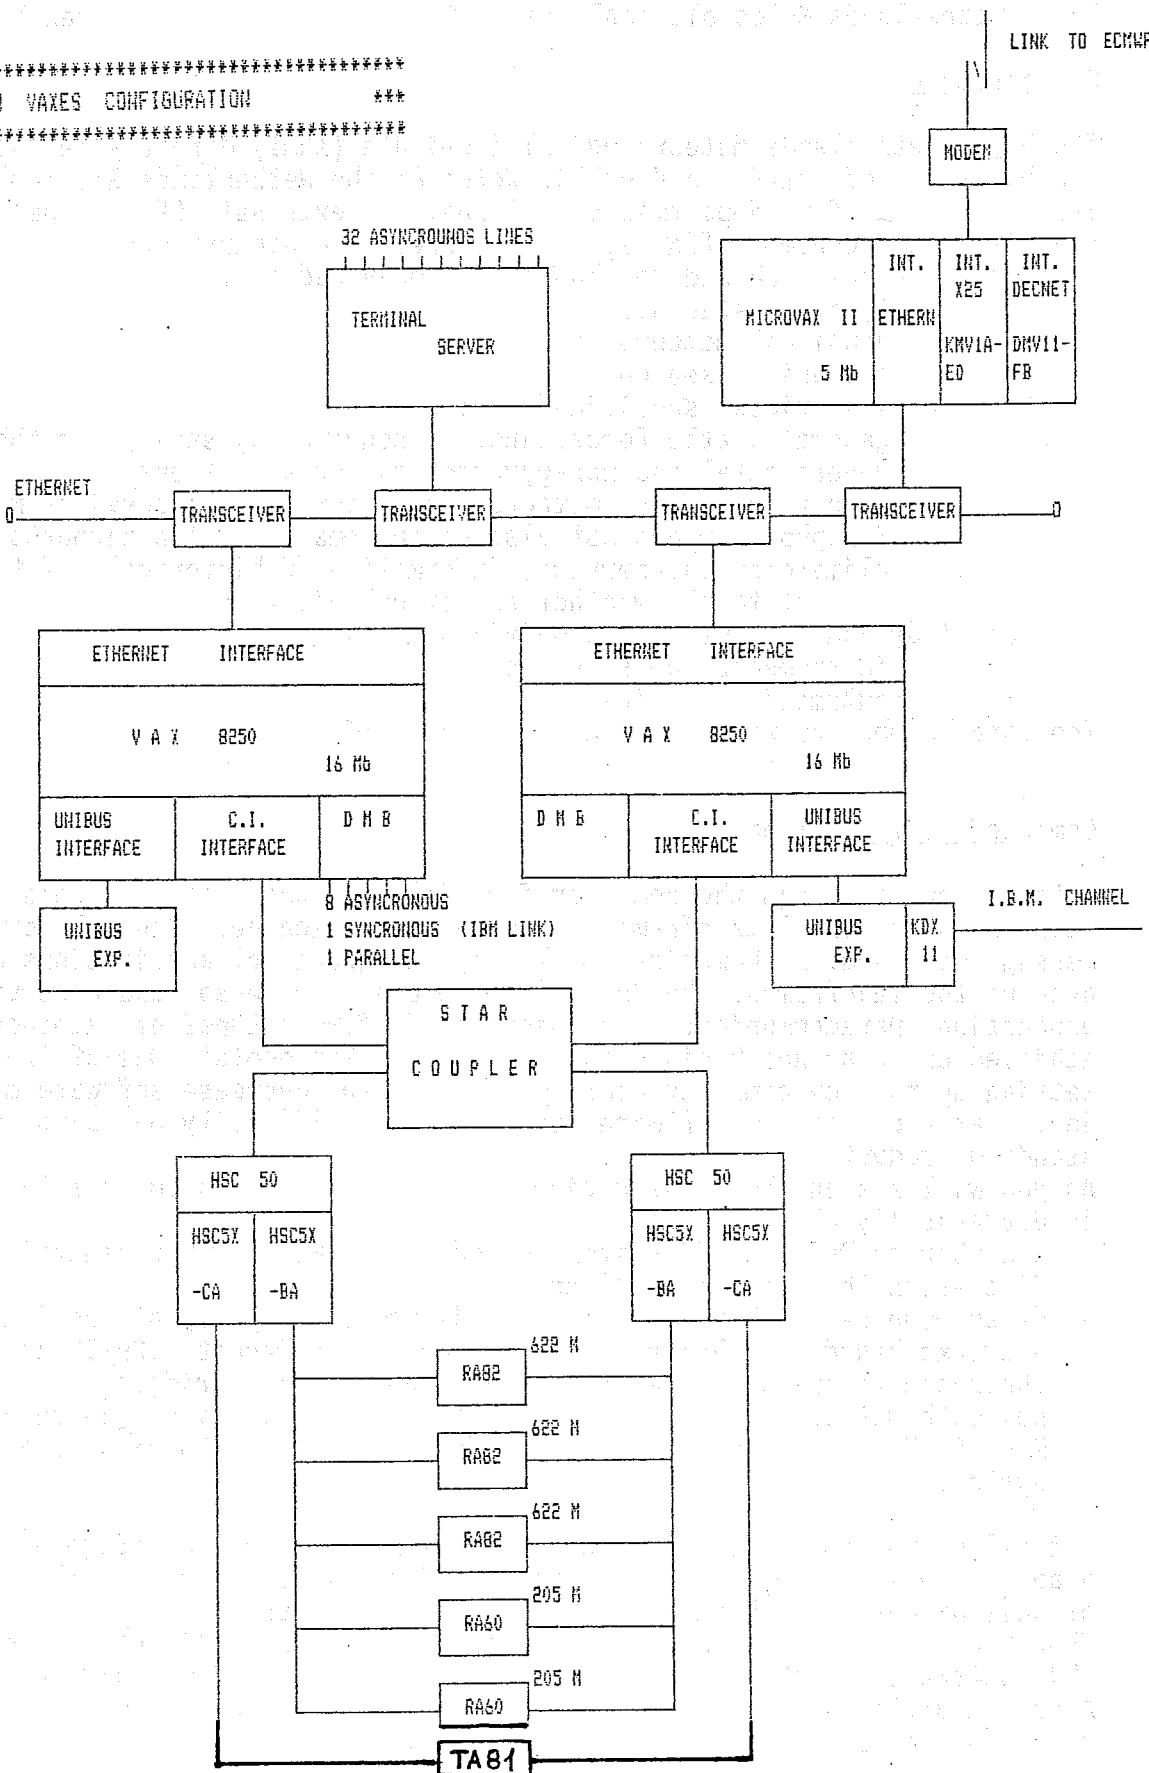 LINK TO ECMWF
************************************
VAXES CONFIGURATION ***
************************************
MODEM
32 ASYNCROUNOS LINES
TERMINAL
SERVER
MICROVAX II
5 Mb
INT.
ETHERN
INT.
X25
KMV1A-
ED
INT.
DECNET
DMV11-
FB
ETHERNET
TRANSCEIVER
TRANSCEIVER
TRANSCEIVER
TRANSCEIVER
ETHERNET INTERFACE
V A X 8250
16 Mb
UNIBUS
INTERFACE
C.I.
INTERFACE
D M B
ETHERNET INTERFACE
V A X 8250
16 Mb
D M B
C.I.
INTERFACE
UNIBUS
INTERFACE
UNIBUS
EXP.
8 ASYNCRONOUS
1 SYNCRONOUS (IBM LINK)
1 PARALLEL
UNIBUS
EXP.
KDX
11
I.B.M. CHANNEL
S T A R
C O U P L E R
HSC 50
HSC5X
-CA
HSC5X
-BA
HSC 50
HSC5X
-BA
HSC5X
-CA
622 M
RA82
622 M
RA82
622 M
RA82
205 M
RA60
205 M
RA60
TA81